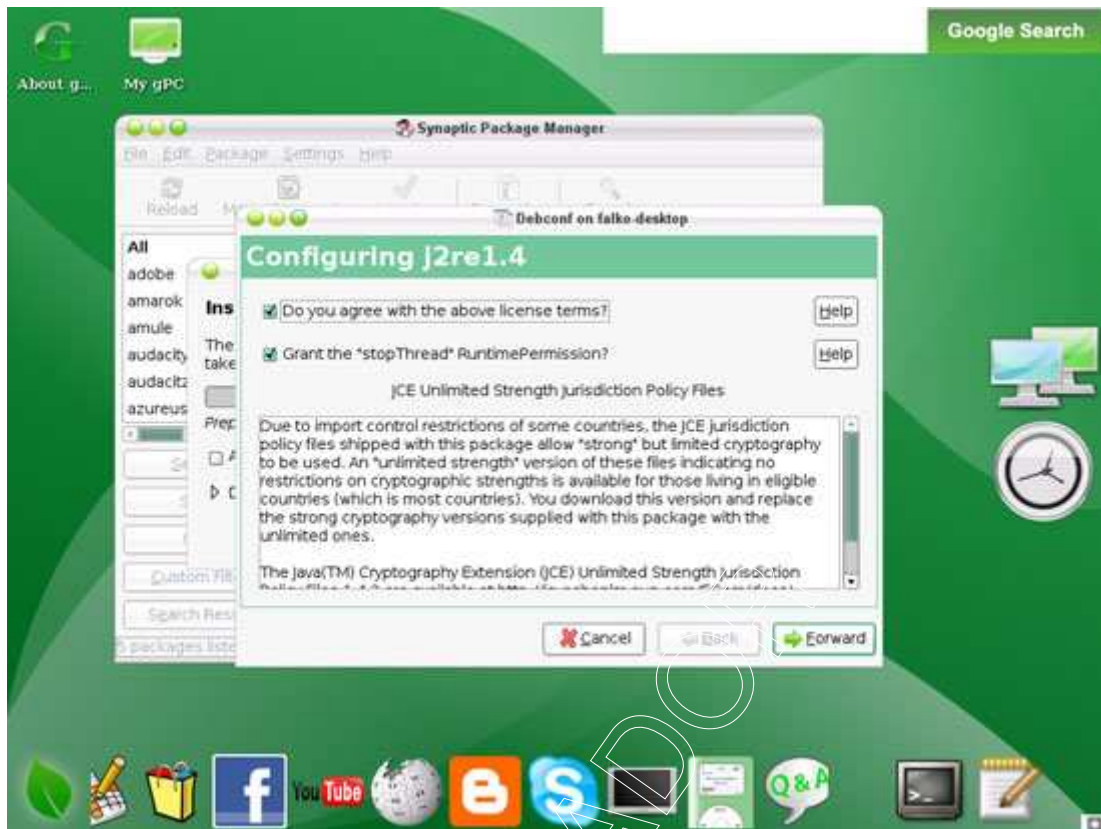 Google Search
About g...
My gPC
Synaptic Package Manager
File Edit Package Settings Help
Reload
All
adobe
amarok
amule
audacity
audacitz
azureus
Custom Filt
Search Resu
5 packages liste
Ins
The
take
Prep
Debconf on falko-desktop
Configuring J2re1.4
Do you agree with the above license terms?
Help
Grant the "stopThread" RuntimePermission?
Help
JCE Unlimited Strength Jurisdiction Policy Files
Due to import control restrictions of some countries, the JCE jurisdiction
policy files shipped with this package allow "strong" but limited cryptography
to be used. An "unlimited strength" version of these files indicating no
restrictions on cryptographic strengths is available for those living in eligible
countries (which is most countries). You download this version and replace
the strong cryptography versions supplied with this package with the
unlimited ones.
The Java(TM) Cryptography Extension (JCE) Unlimited Strength Jurisdiction
Cancel
Back
Forward
f
You Tube
B
S
Q & A
>_